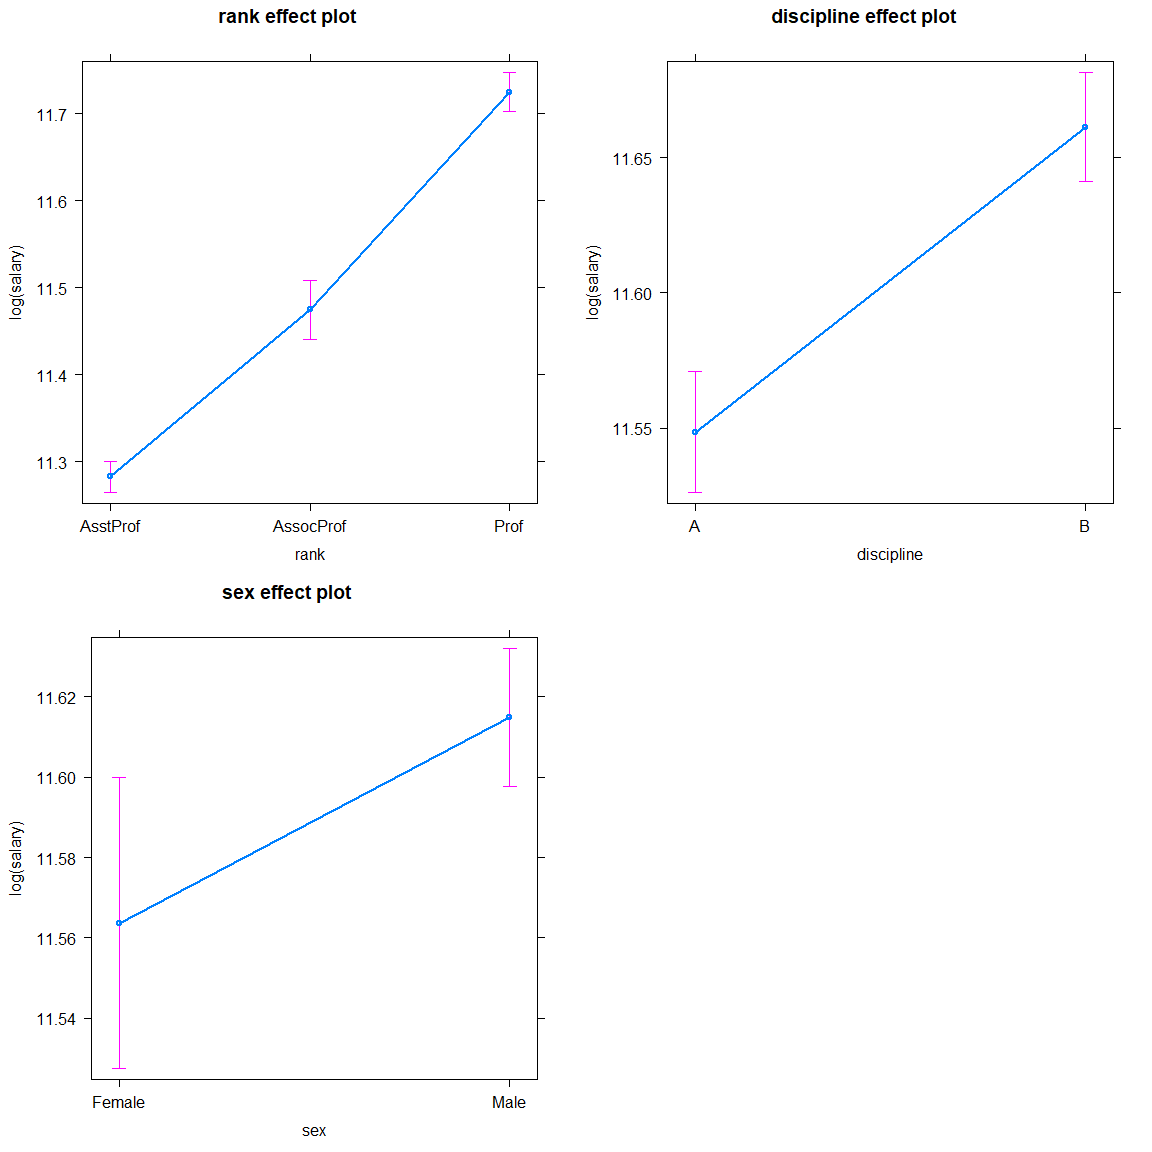 rank effect plot
log(salary)
11.7
11.6
11.5
11.4
11.3
AsstProf AssocProf Prof
rank
discipline effect plot
log(salary)
11.65
11.60
11.55
A B
discipline
sex effect plot
log(salary)
11.62
11.60
11.58
11.56
11.54
Female Male
sex